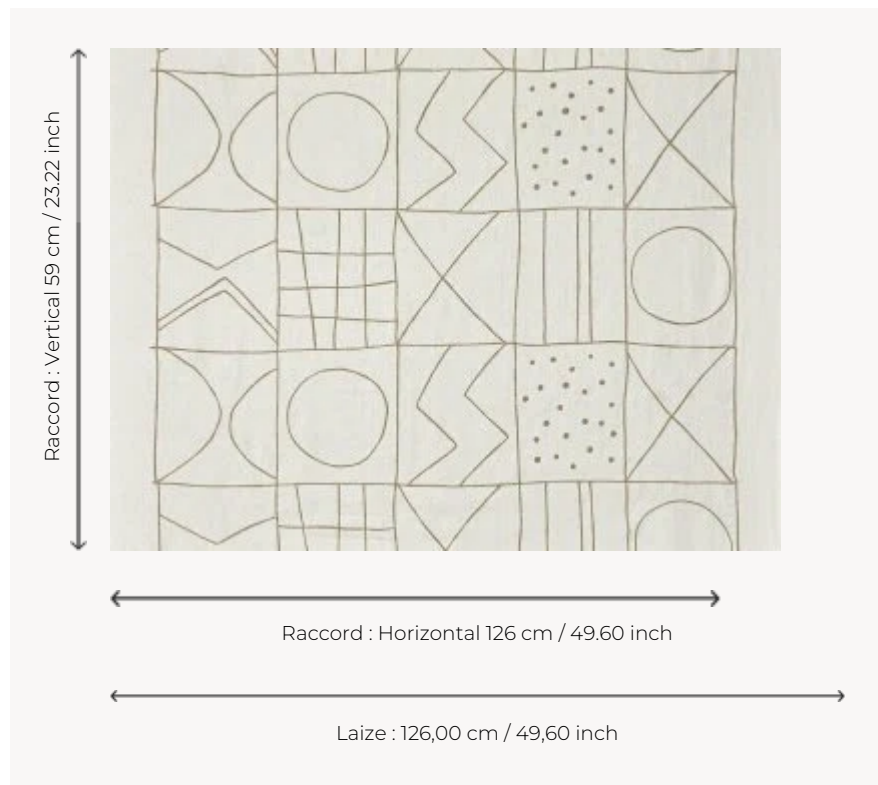 Raccord : Vertical 59 cm / 23.22 inch
Raccord : Horizontal 126 cm / 49.60 inch
Laize : 126,00 cm / 49,60 inch